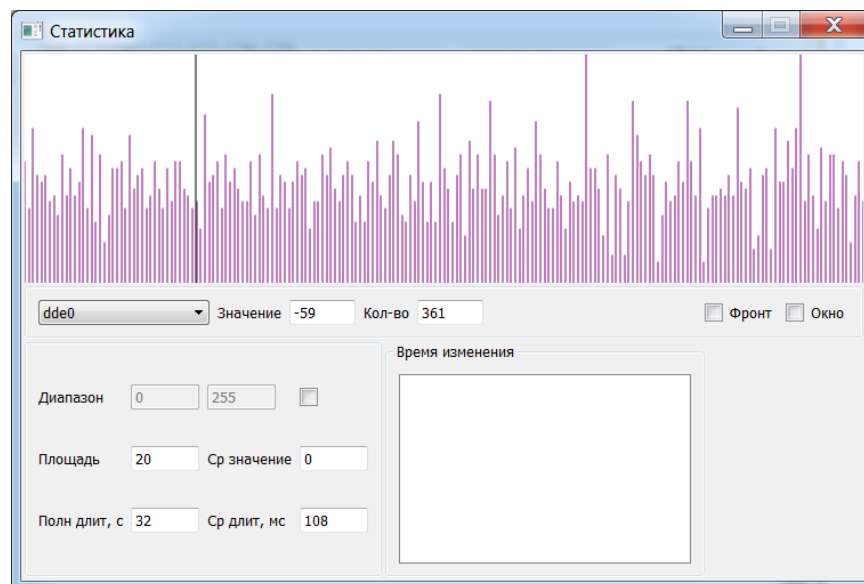 Статистика
dde0 Значение -59 Кол-во 361 Фронт Окно
Время изменения
Диапазон 0 255
Площадь 20 Ср значение 0
Полн длит, с 32 Ср длит, мс 108